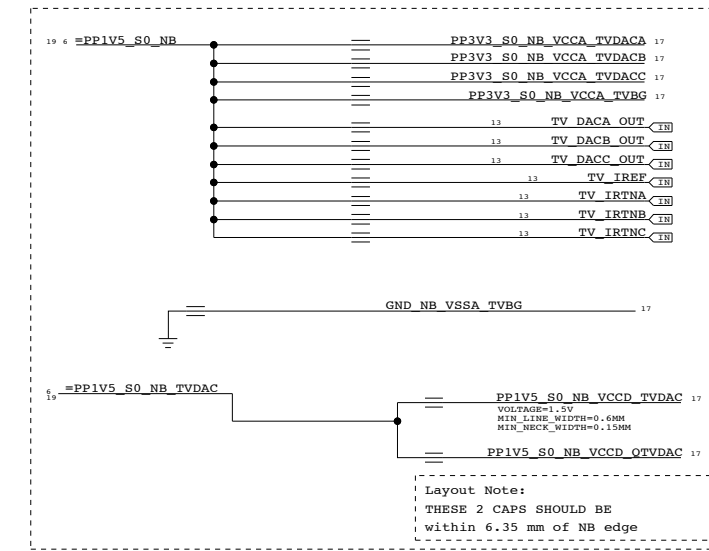 19 6 =PP1V5_S0_NB
PP3V3_S0_NB_VCCA_TVDACA 17
PP3V3_S0_NB_VCCA_TVDACB 17
PP3V3_S0_NB_VCCA_TVDACC 17
PP3V3_S0_NB_VCCA_TVBG 17
13 TV_DACA_OUT IN
13 TV_DACB_OUT IN
13 TV_DACC_OUT IN
13 TV_IREF IN
13 TV_IRTNA IN
13 TV_IRTNB IN
13 TV_IRTNC IN
GND_NB_VSSA_TVBG 17
6
19
=PP1V5_S0_NB_TVDAC
PP1V5_S0_NB_VCCD_TVDAC 17
VOLTAGE=1.5V
MIN_LINE_WIDTH=0.6MM
MIN_NECK_WIDTH=0.15MM
PP1V5_S0_NB_VCCD_QTVDAC 17
Layout Note:
THESE 2 CAPS SHOULD BE
within 6.35 mm of NB edge